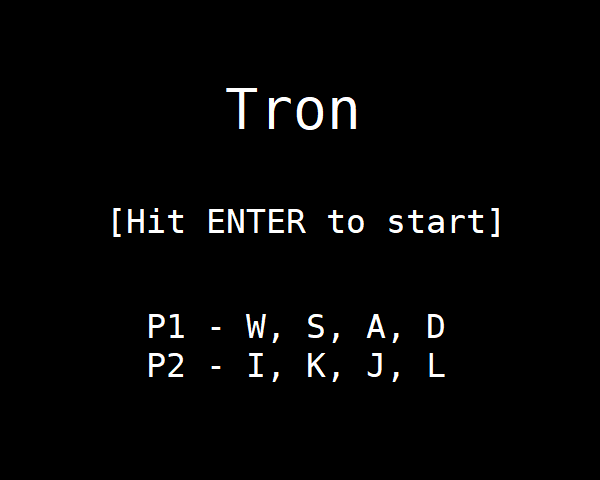 Tron
[Hit ENTER to start]
P1 - W, S, A, D
P2 - I, K, J, L